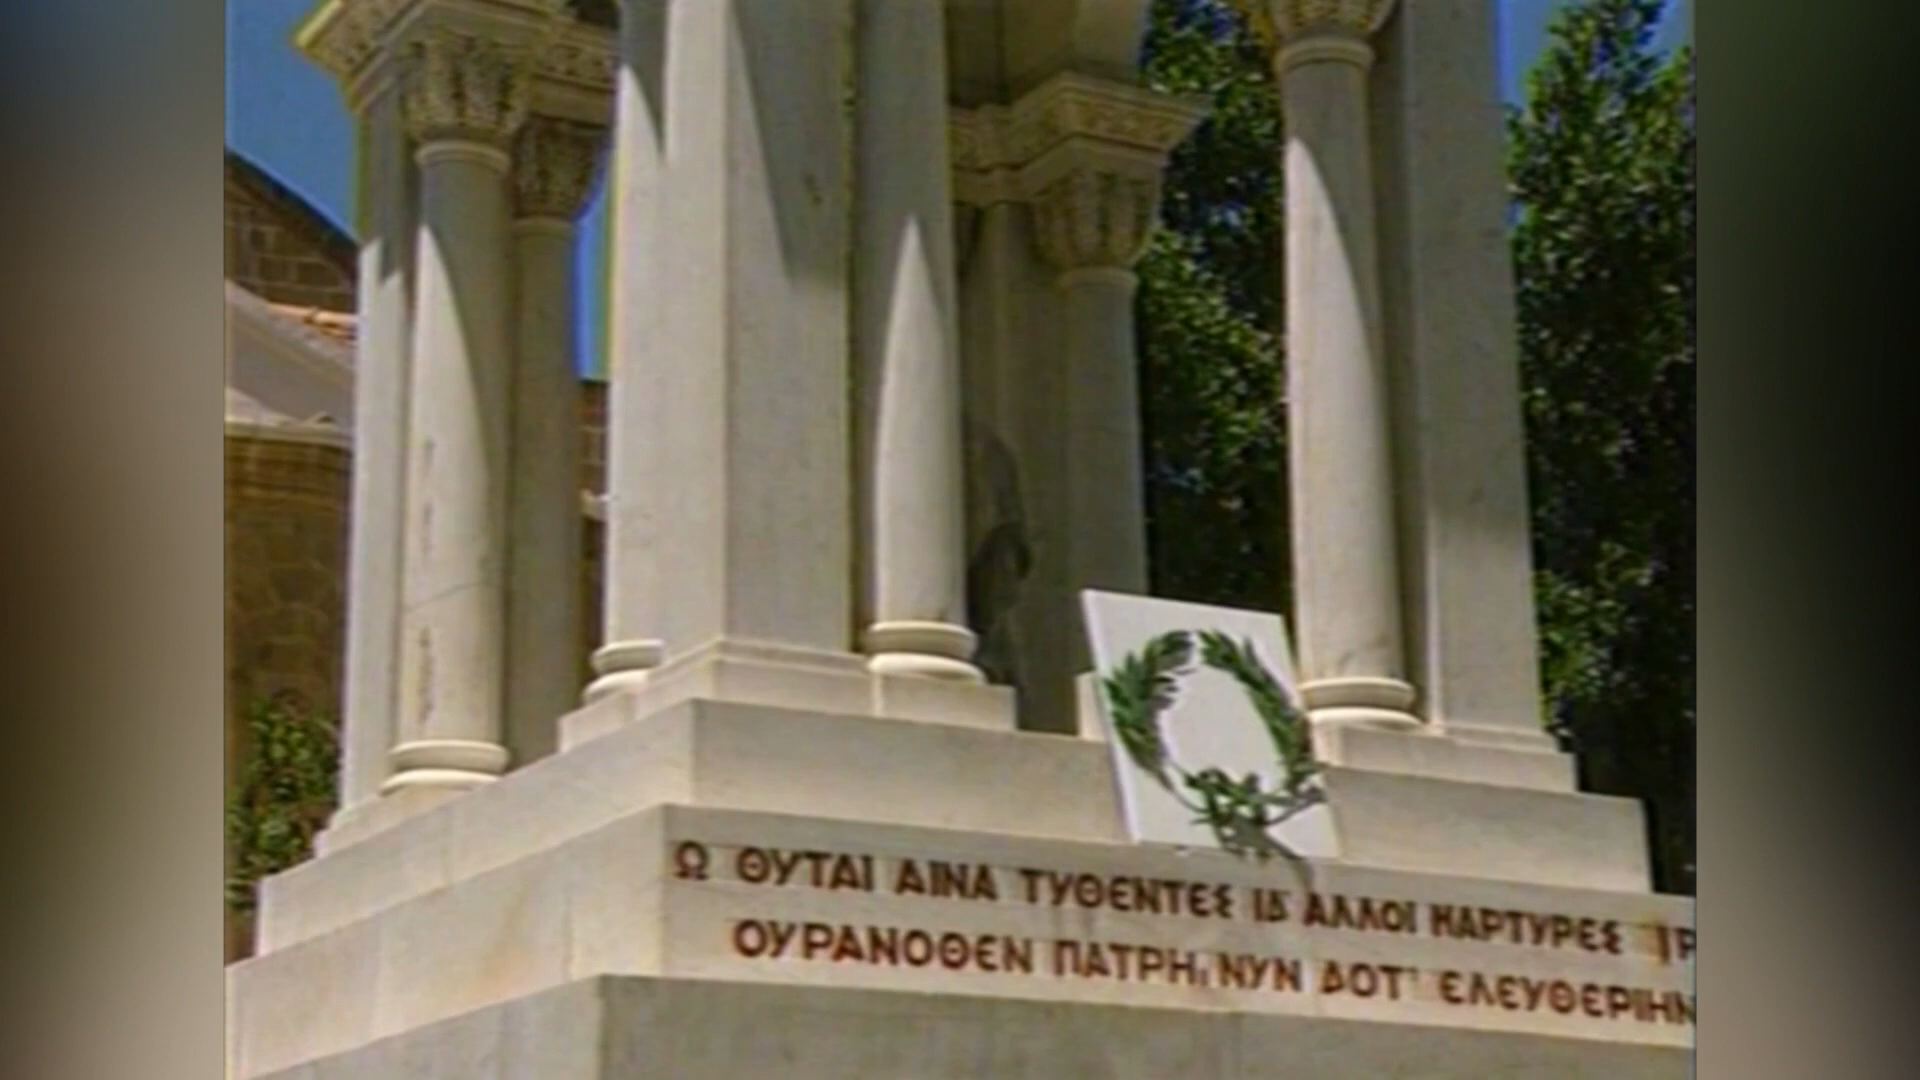 Ω ΘΥΤΑΙ ΑΙΝΑ ΤΥΘΕΝΤΕΣ ΙΔ ΑΛΛΟΙ ΜΑΡΤΥΡΕΣ
ΟΥΡΑΝΟΘΕΝ ΠΑΤΡΗ, ΝΥΝ ΔΟΤ' ΕΛΕΥΘΕΡΙΗΝ